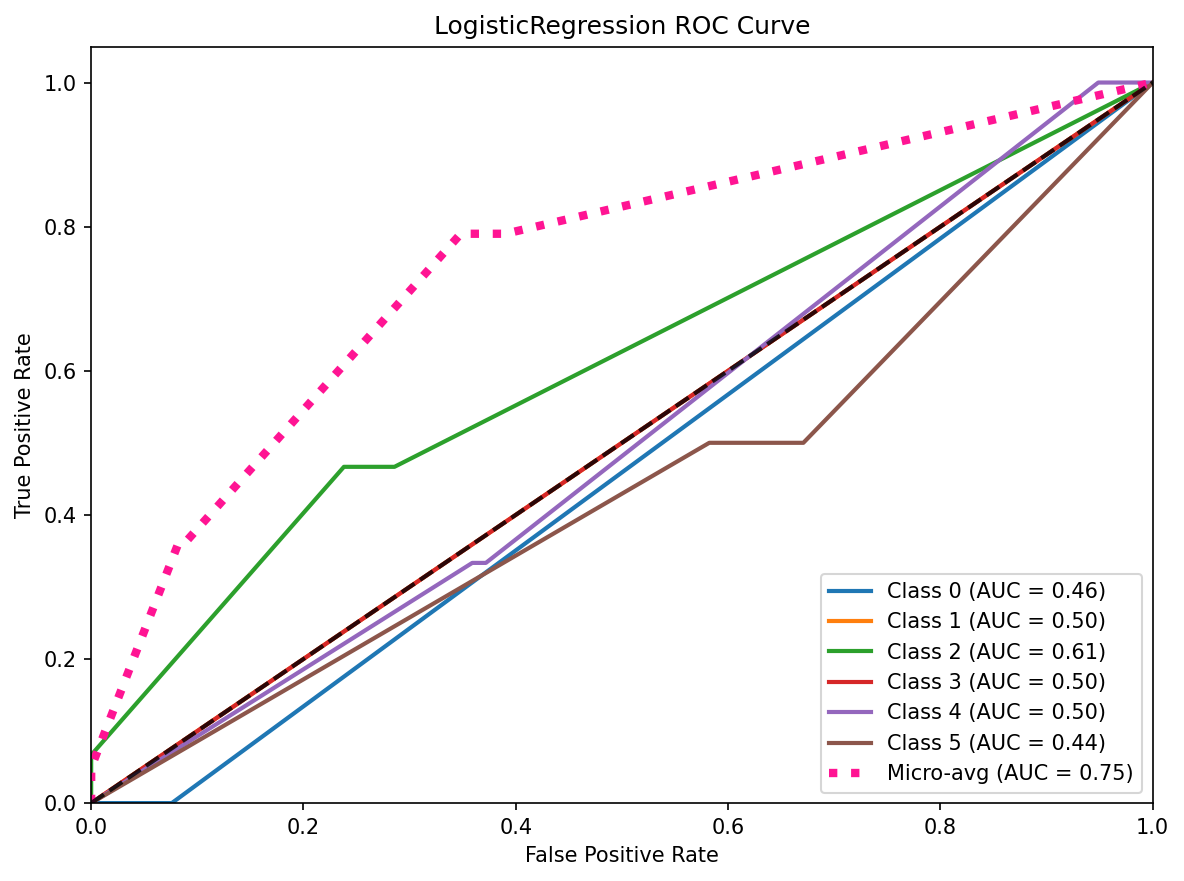 LogisticRegression ROC Curve
True Positive Rate
1.0
0.8
0.6
0.4
0.2
0.0
0.0 0.2 0.4 0.6 0.8 1.0
False Positive Rate
Class 0 (AUC = 0.46)
Class 1 (AUC = 0.50)
Class 2 (AUC = 0.61)
Class 3 (AUC = 0.50)
Class 4 (AUC = 0.50)
Class 5 (AUC = 0.44)
Micro-avg (AUC = 0.75)